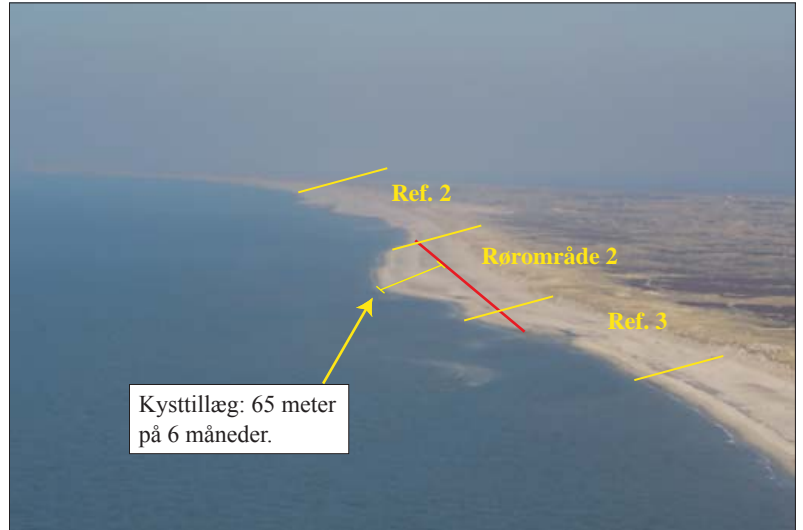 Ref. 2
Rørområde 2
Ref. 3
Kysttillæg: 65 meter
på 6 måneder.